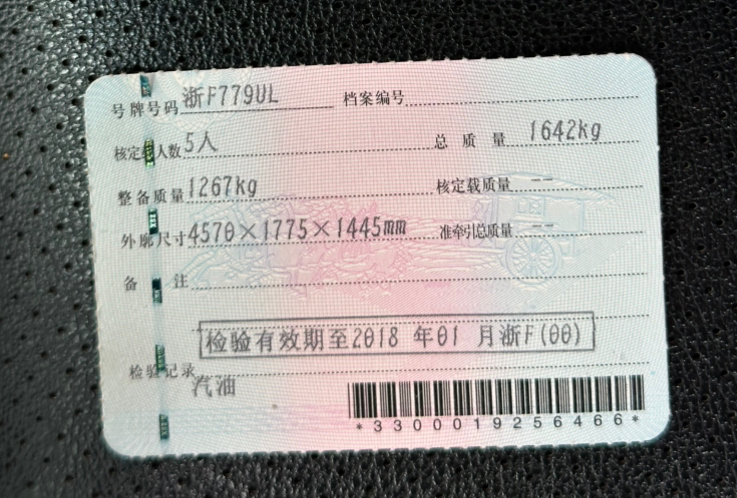 号牌号码 浙F779UL 档案编号
核定载人数 5人 总质量 1642kg
整备质量 1267kg 核定载质量 --
外廓尺寸 4570×1775×1445mm 准牵引总质量 --
备注
检验有效期至2018 年01 月浙F(00)
检验记录
汽油
*3300019256466*